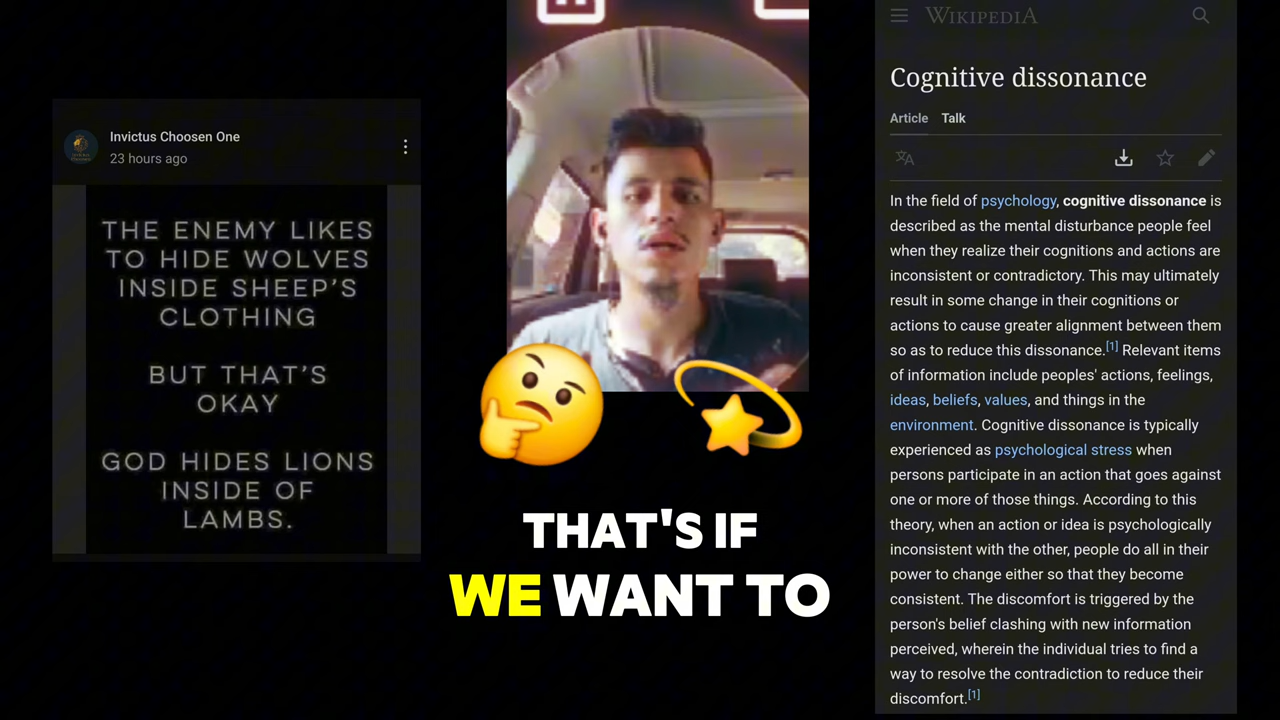 Invictus Choosen One
23 hours ago
THE ENEMY LIKES
TO HIDE WOLVES
INSIDE SHEEP'S
CLOTHING
BUT THAT'S
OKAY
GOD HIDES LIONS
INSIDE OF
LAMBS.
THAT'S IF
WE WANT TO
WIKIPEDIA
Cognitive dissonance
Article Talk
In the field of psychology, cognitive dissonance is
described as the mental disturbance people feel
when they realize their cognitions and actions are
inconsistent or contradictory. This may ultimately
result in some change in their cognitions or
actions to cause greater alignment between them
so as to reduce this dissonance.[1] Relevant items
of information include peoples' actions, feelings,
ideas, beliefs, values, and things in the
environment. Cognitive dissonance is typically
experienced as psychological stress when
persons participate in an action that goes against
one or more of those things. According to this
theory, when an action or idea is psychologically
inconsistent with the other, people do all in their
power to change either so that they become
consistent. The discomfort is triggered by the
person's belief clashing with new information
perceived, wherein the individual tries to find a
way to resolve the contradiction to reduce their
discomfort.[1]